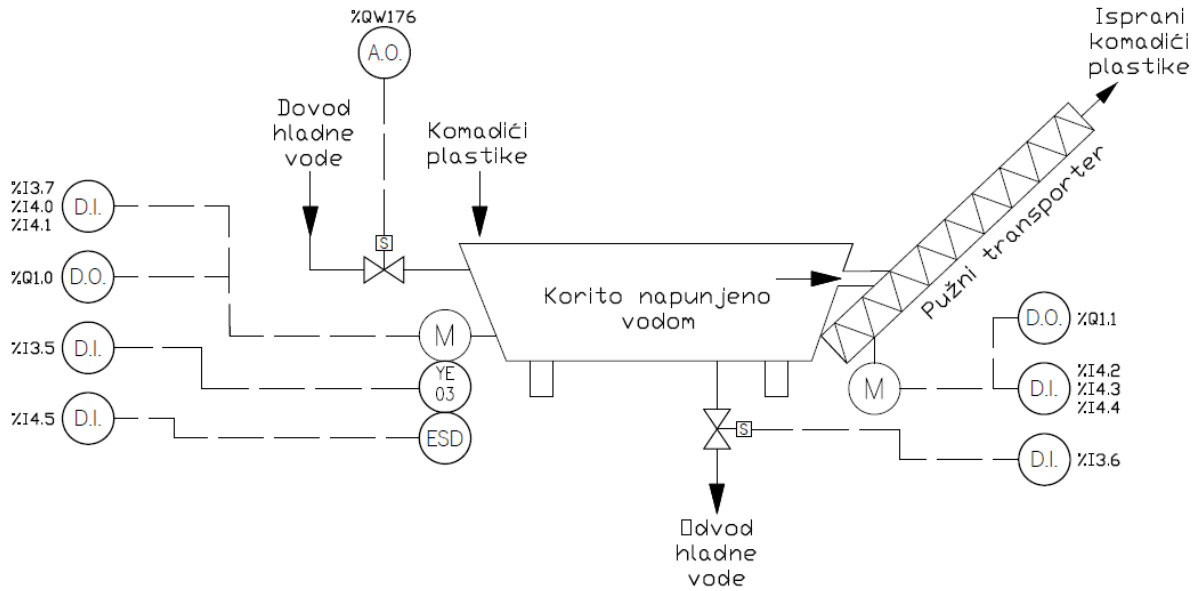 %QW176
A.O.
Isprani
komadići
plastike
Dovod
hladne
vode
Komadići
plastike
%I3.7
%I4.0
%I4.1
D.I.
%Q1.0
D.O.
%I3.5
D.I.
%I4.5
D.I.
S
M
YE
03
ESD
Korito napunjeno
vodom
Pužni transporter
M
D.O.
%Q1.1
D.I.
%I4.2
%I4.3
%I4.4
S
D.I.
%I3.6
▯dvod
hladne
vode